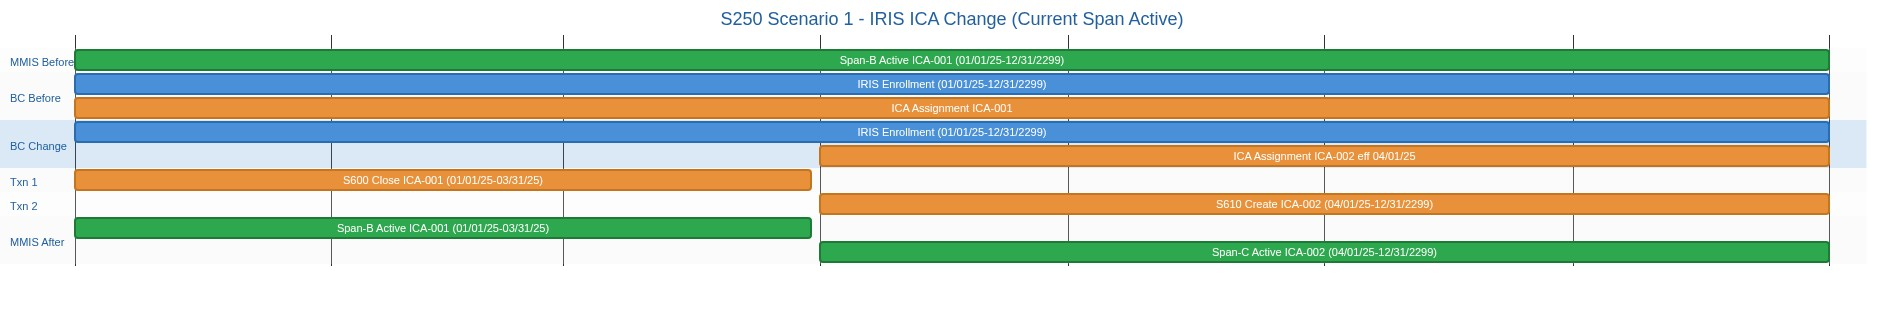 S250 Scenario 1 - IRIS ICA Change (Current Span Active)
MMIS Before
Span-B Active ICA-001 (01/01/25-12/31/2299)
BC Before
IRIS Enrollment (01/01/25-12/31/2299)
ICA Assignment ICA-001
BC Change
IRIS Enrollment (01/01/25-12/31/2299)
ICA Assignment ICA-002 eff 04/01/25
Txn 1
S600 Close ICA-001 (01/01/25-03/31/25)
Txn 2
S610 Create ICA-002 (04/01/25-12/31/2299)
MMIS After
Span-B Active ICA-001 (01/01/25-03/31/25)
Span-C Active ICA-002 (04/01/25-12/31/2299)